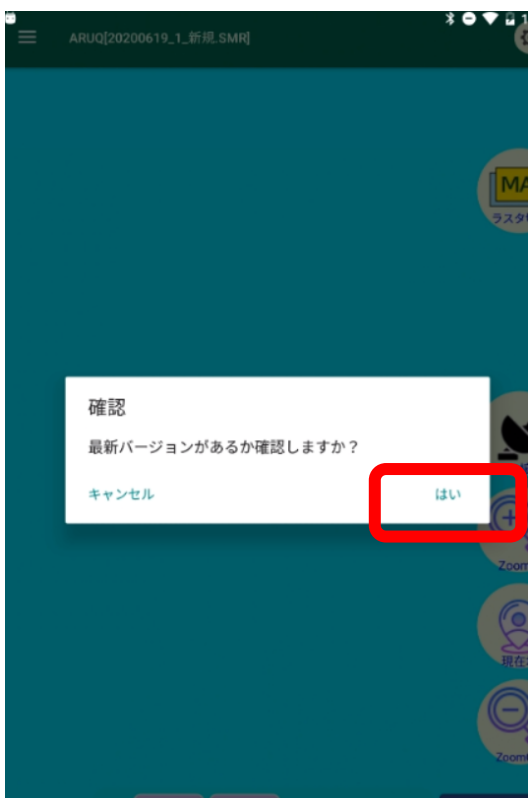 ARUQ[20200619_1_新規.SMR]
MA
ラスタ
確認
最新バージョンがあるか確認しますか？
キャンセル
はい
Zoom
現在
Zoom